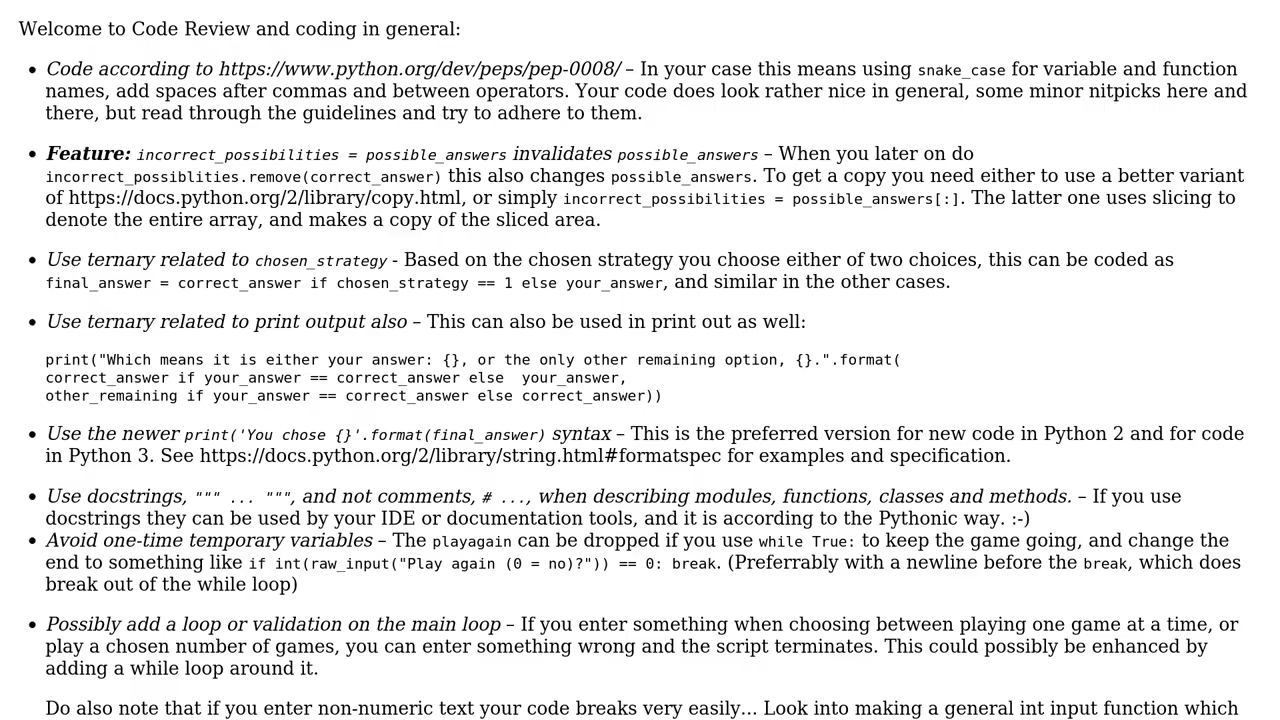 Welcome to Code Review and coding in general:
• Code according to https://www.python.org/dev/peps/pep-0008/ – In your case this means using snake_case for variable and function
names, add spaces after commas and between operators. Your code does look rather nice in general, some minor nitpicks here and
there, but read through the guidelines and try to adhere to them.
• Feature: incorrect_possibilities = possible_answers invalidates possible_answers – When you later on do
incorrect_possiblities.remove(correct_answer) this also changes possible_answers. To get a copy you need either to use a better variant
of https://docs.python.org/2/library/copy.html, or simply incorrect_possibilities = possible_answers[:]. The latter one uses slicing to
denote the entire array, and makes a copy of the sliced area.
• Use ternary related to chosen_strategy - Based on the chosen strategy you choose either of two choices, this can be coded as
final_answer = correct_answer if chosen_strategy == 1 else your_answer, and similar in the other cases.
• Use ternary related to print output also – This can also be used in print out as well:
print("Which means it is either your answer: {}, or the only other remaining option, {}.".format(
correct_answer if your_answer == correct_answer else  your_answer,
other_remaining if your_answer == correct_answer else correct_answer))
• Use the newer print('You chose {}'.format(final_answer) syntax – This is the preferred version for new code in Python 2 and for code
in Python 3. See https://docs.python.org/2/library/string.html#formatspec for examples and specification.
• Use docstrings, """ ... """, and not comments, # ..., when describing modules, functions, classes and methods. – If you use
docstrings they can be used by your IDE or documentation tools, and it is according to the Pythonic way. :-)
• Avoid one-time temporary variables – The playagain can be dropped if you use while True: to keep the game going, and change the
end to something like if int(raw_input("Play again (0 = no)?")) == 0: break. (Preferrably with a newline before the break, which does
break out of the while loop)
• Possibly add a loop or validation on the main loop – If you enter something when choosing between playing one game at a time, or
play a chosen number of games, you can enter something wrong and the script terminates. This could possibly be enhanced by
adding a while loop around it.
Do also note that if you enter non-numeric text your code breaks very easily... Look into making a general int input function which